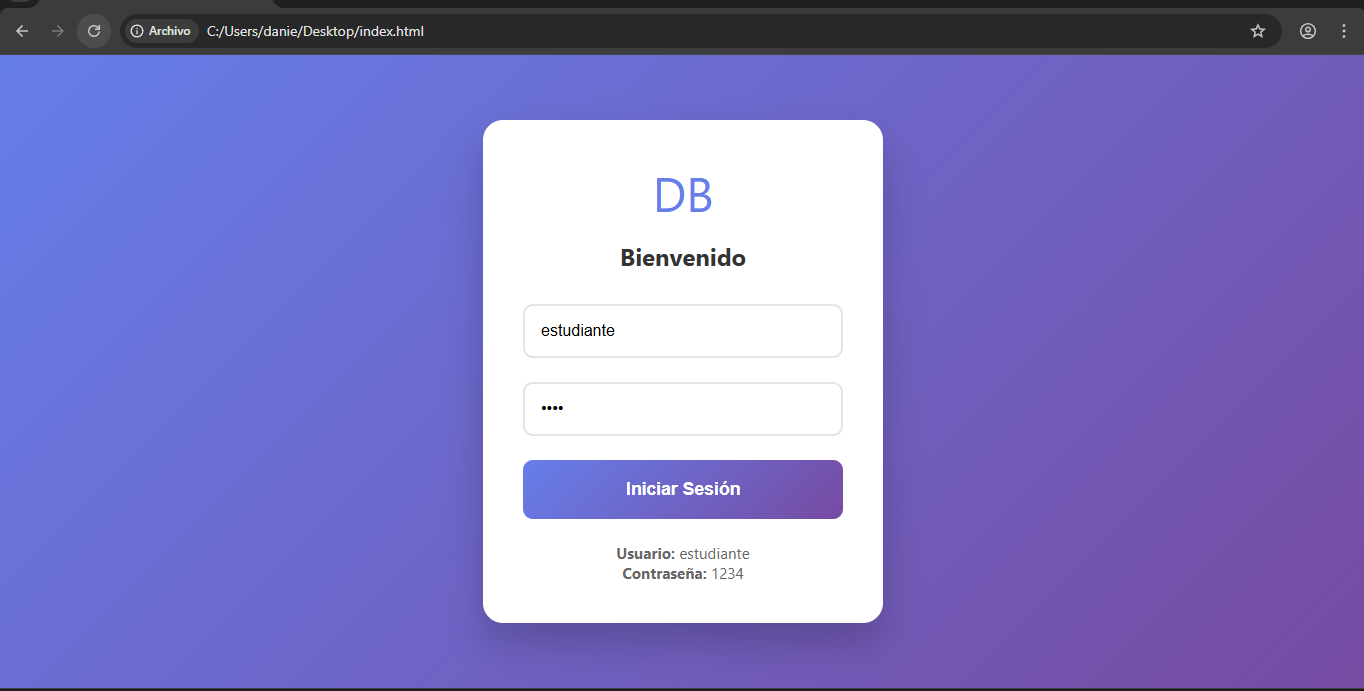 Archivo C:/Users/danie/Desktop/index.html
DB
Bienvenido
estudiante
••••
Iniciar Sesión
Usuario: estudiante
Contraseña: 1234